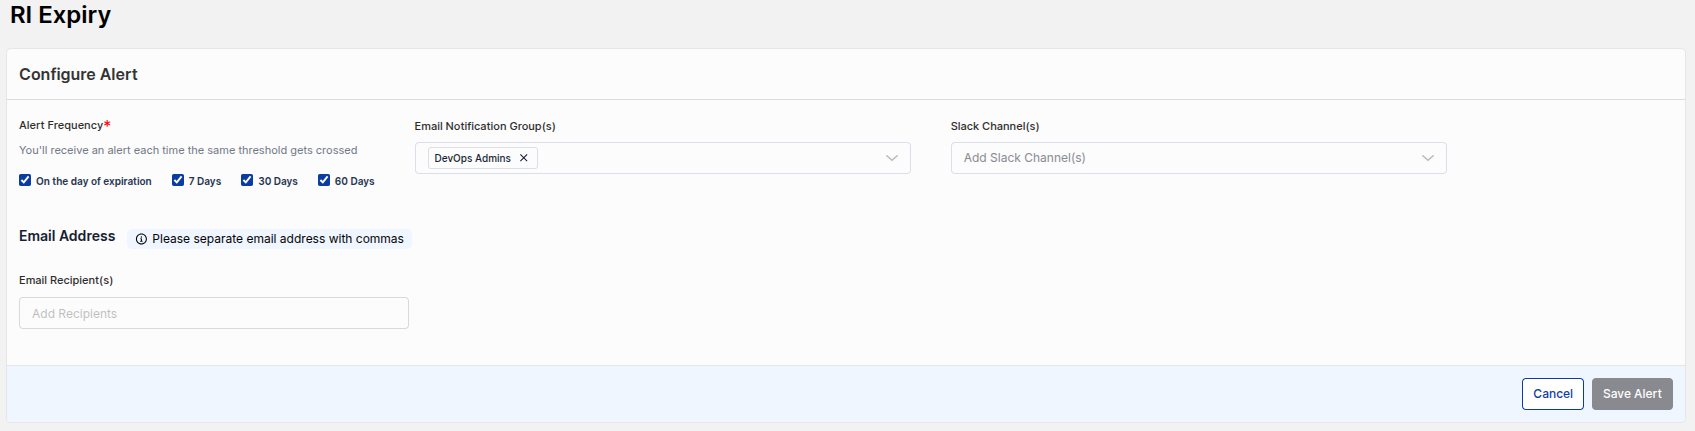 RI Expiry
Configure Alert
Alert Frequency*
You'll receive an alert each time the same threshold gets crossed
On the day of expiration 7 Days 30 Days 60 Days
Email Notification Group(s)
DevOps Admins
Slack Channel(s)
Add Slack Channel(s)
Email Address Please separate email address with commas
Email Recipient(s)
Add Recipients
Cancel Save Alert